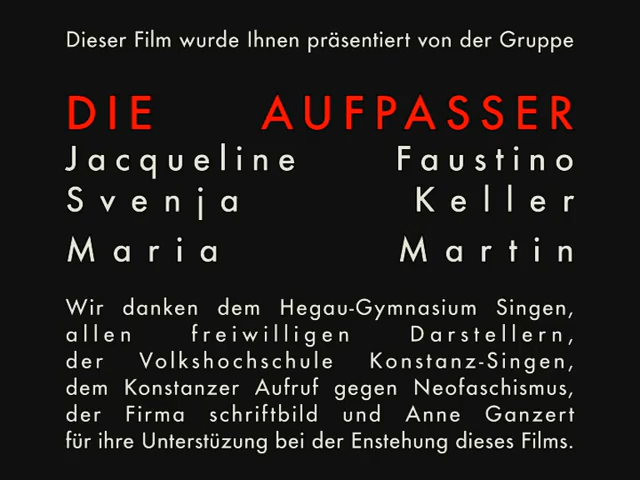 Dieser Film wurde Ihnen präsentiert von der Gruppe
DIE AUFPASSER
Jacqueline Faustino
Svenja Keller
Maria Martin
Wir danken dem Hegau-Gymnasium Singen,
allen freiwilligen Darstellern,
der Volkshochschule Konstanz-Singen,
dem Konstanzer Aufruf gegen Neofaschismus,
der Firma schriftbild und Anne Ganzert
für ihre Unterstüzung bei der Enstehung dieses Films.